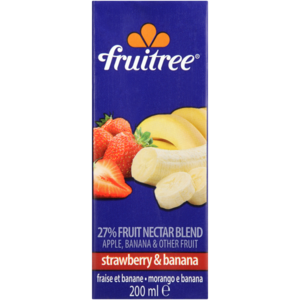 fruitree®
27% FRUIT NECTAR BLEND
APPLE, BANANA & OTHER FRUIT
strawberry & banana
fraise et banane • morango e banana
200 ml ℮